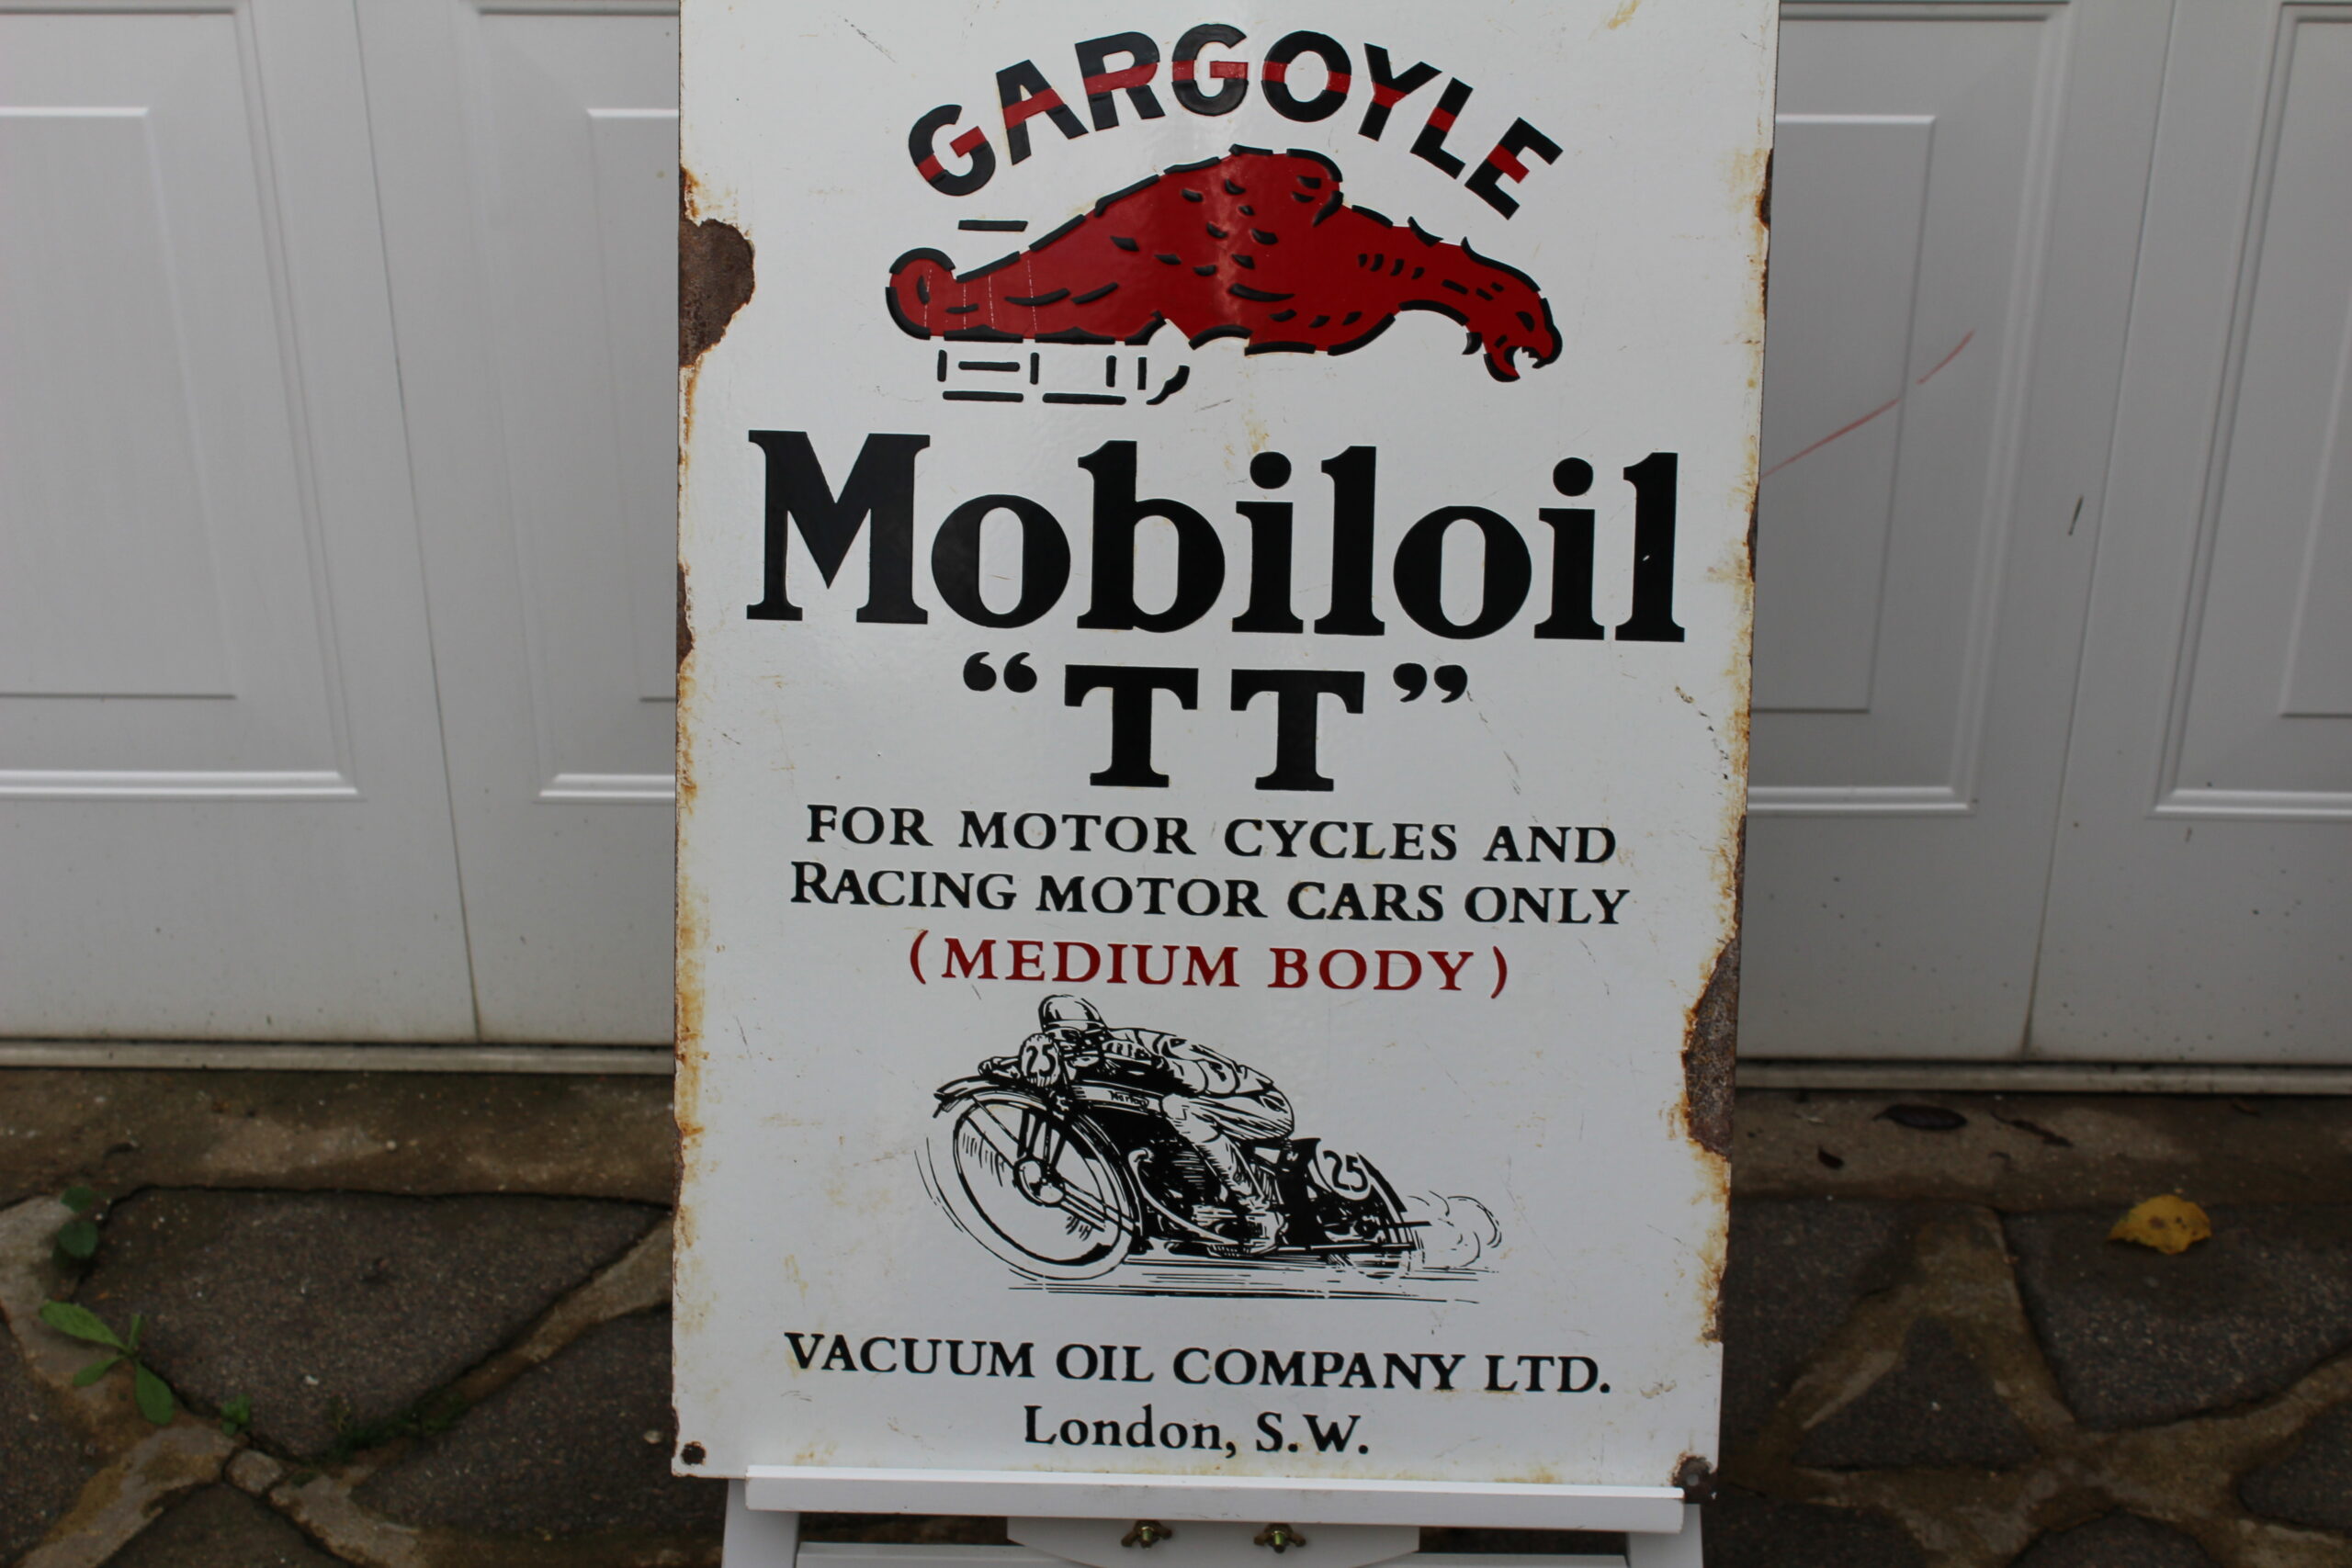 GARGOYLE
Mobiloil
“TT”
FOR MOTOR CYCLES AND
RACING MOTOR CARS ONLY
(MEDIUM BODY)
25
Norton
25
VACUUM OIL COMPANY LTD.
London, S.W.